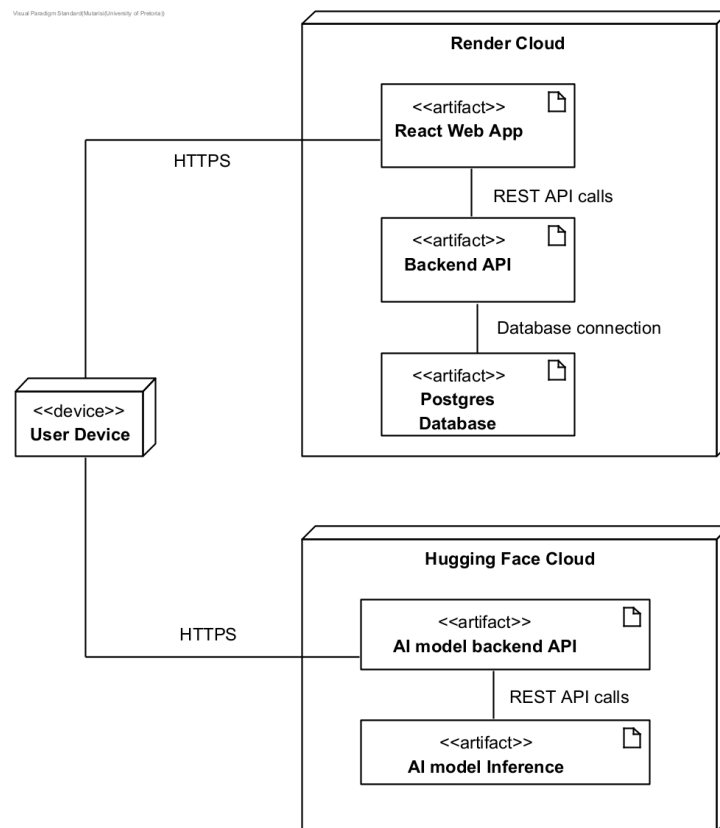 Visual Paradigm Standard(Mutarisi(University of Pretoria))
Render Cloud
<<artifact>>
React Web App
HTTPS
REST API calls
<<artifact>>
Backend API
Database connection
<<artifact>>
Postgres
Database
<<device>>
User Device
Hugging Face Cloud
<<artifact>>
AI model backend API
HTTPS
REST API calls
<<artifact>>
AI model Inference